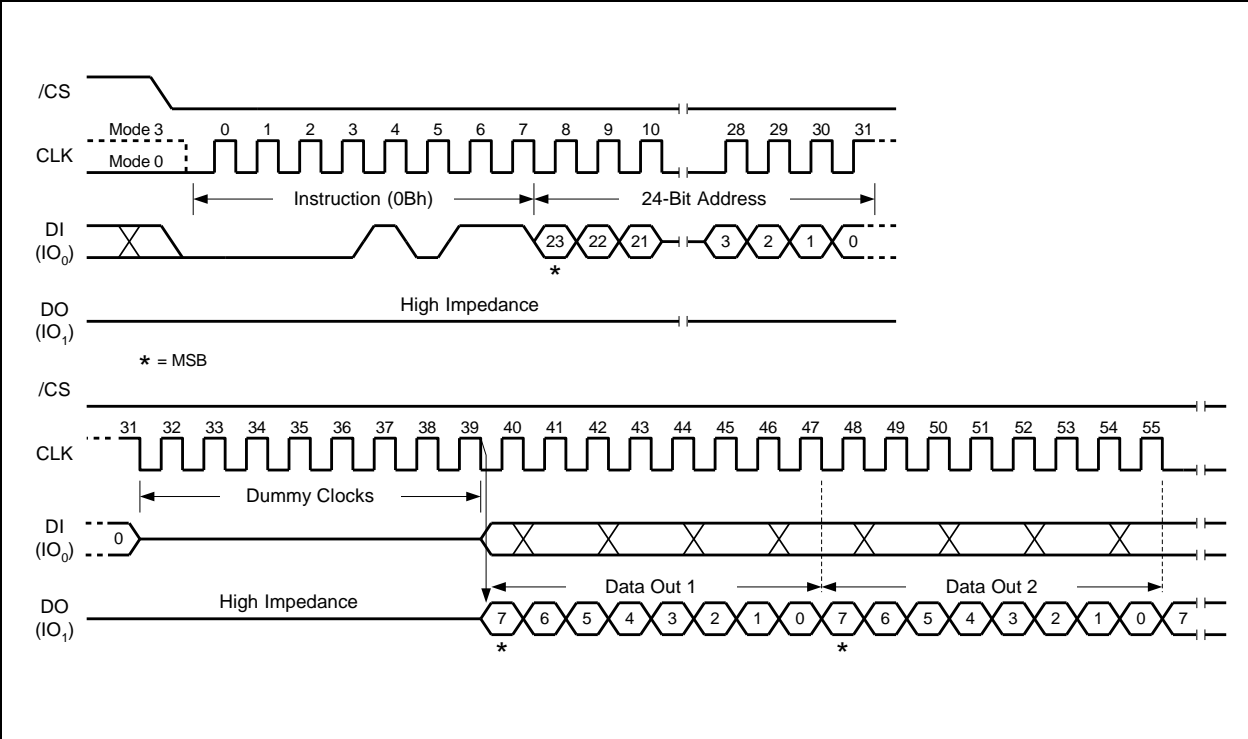 /CS
Mode 3
0 1 2 3 4 5 6 7 8 9 10 28 29 30 31
CLK
Mode 0
Instruction (0Bh) 24-Bit Address
DI
(IO0)
23 22 21 3 2 1 0
*
High Impedance
DO
(IO1)
* = MSB
/CS
31 32 33 34 35 36 37 38 39 40 41 42 43 44 45 46 47 48 49 50 51 52 53 54 55
CLK
Dummy Clocks
DI
(IO0)
0
Data Out 1 Data Out 2
High Impedance
DO
(IO1)
7 6 5 4 3 2 1 0 7 6 5 4 3 2 1 0 7
* *